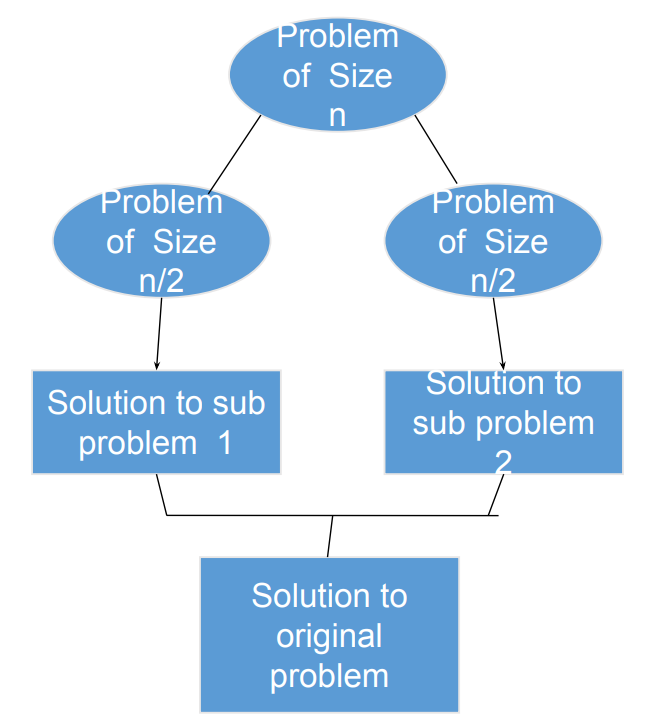 Problem
of Size
n
Problem
of Size
n/2
Problem
of Size
n/2
Solution to sub
problem 1
Solution to
sub problem
2
Solution to
original
problem